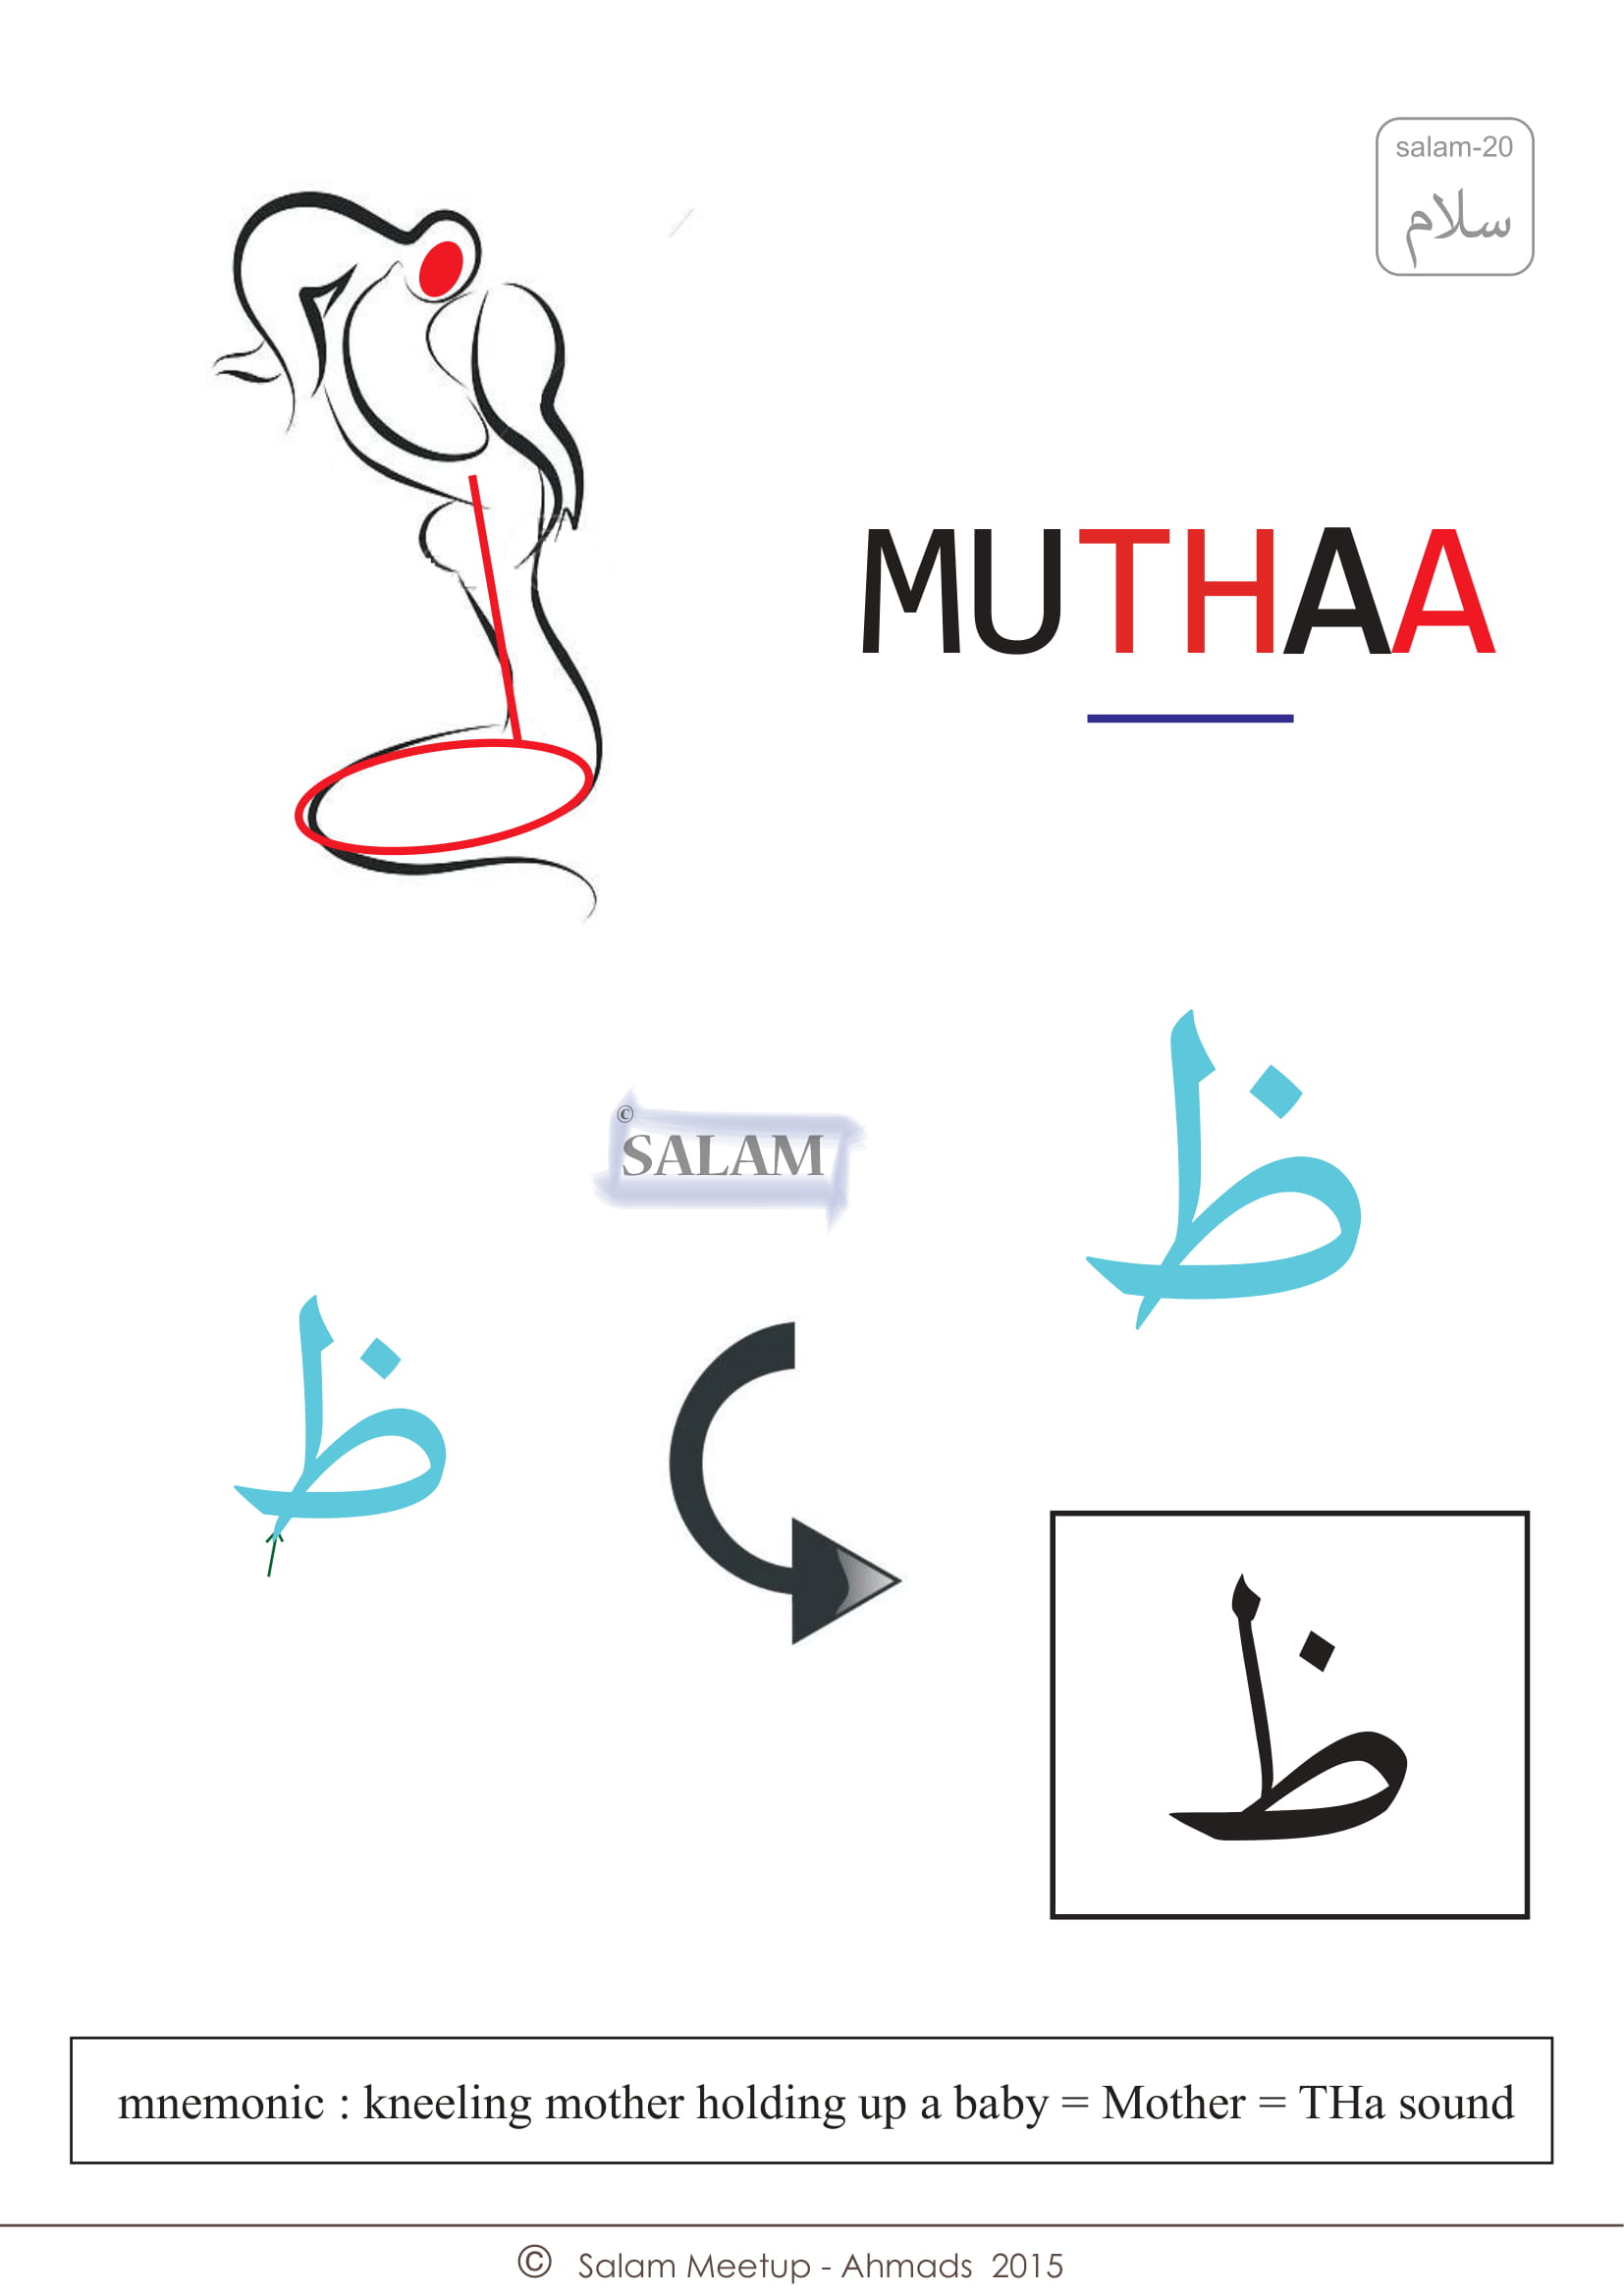 salam-20
سلام
MUTHAA
ظ
©
SALAM
ظ
ظ
mnemonic : kneeling mother holding up a baby = Mother = THa sound
© Salam Meetup - Ahmads 2015